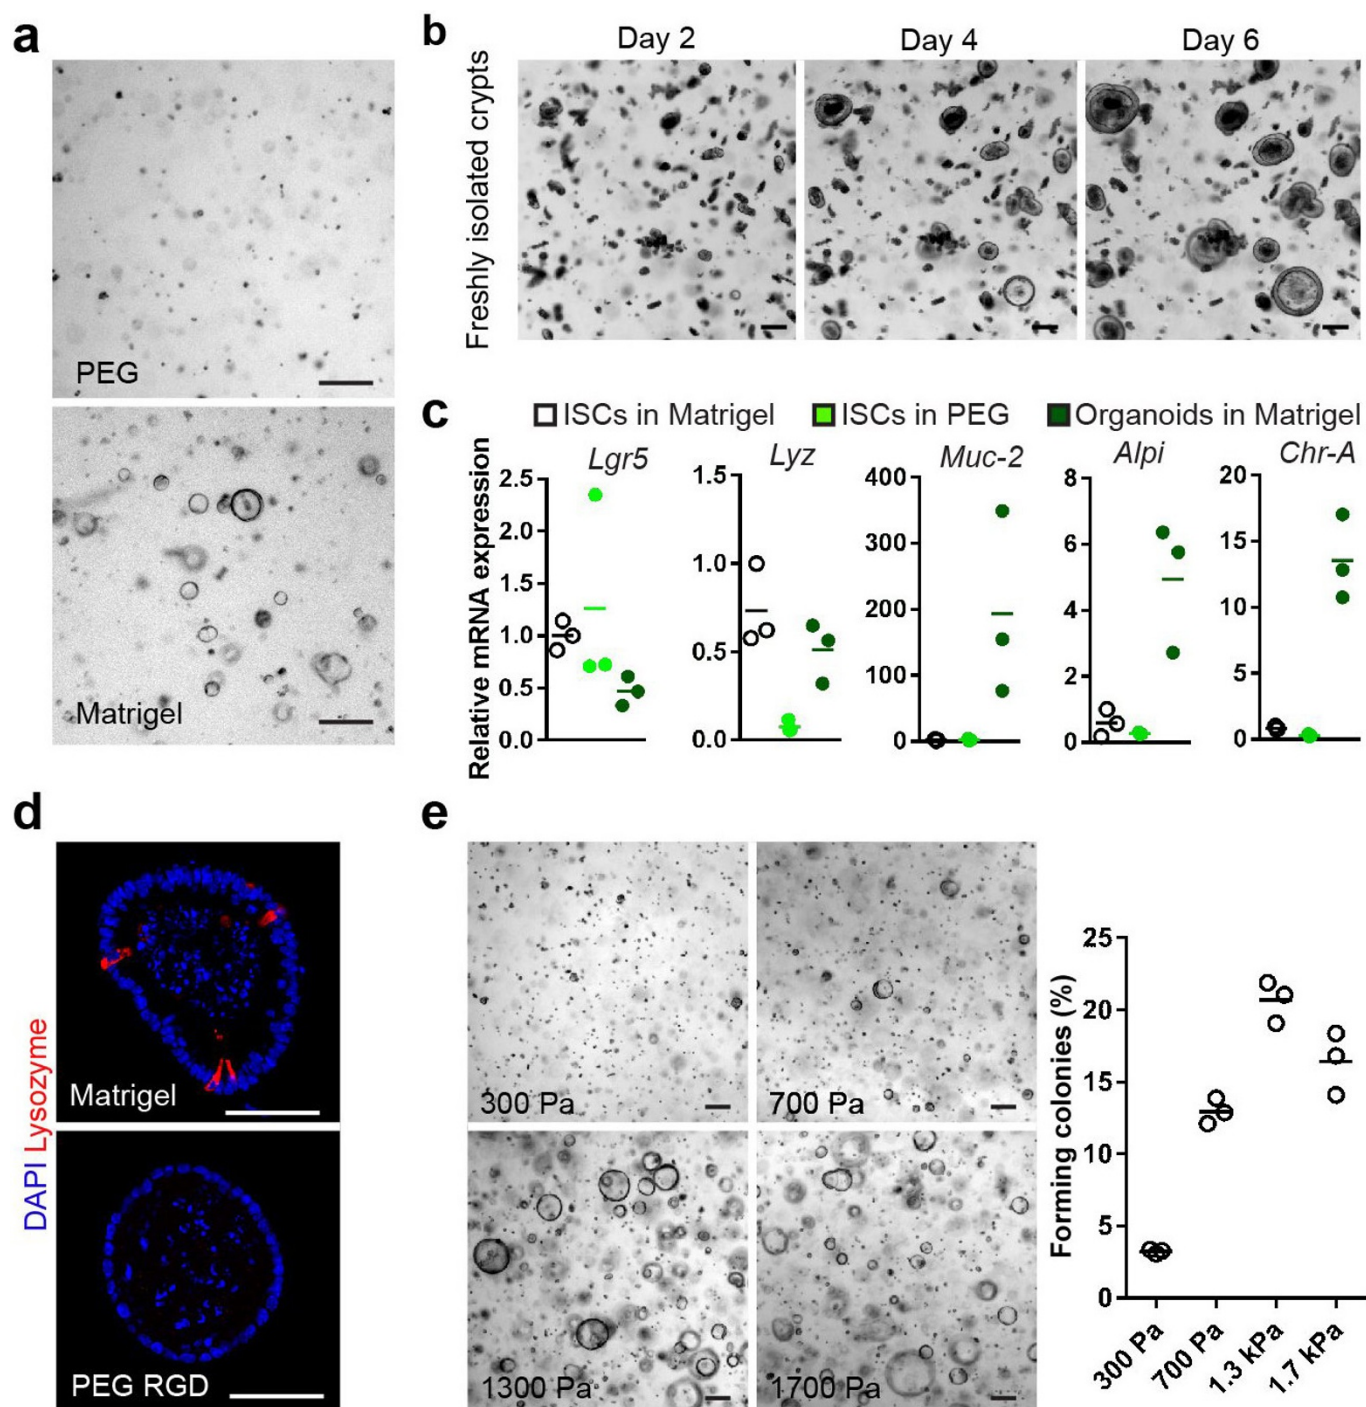 a
PEG
Matrigel
b
Day 2
Day 4
Day 6
Freshly isolated crypts
c
ISCs in Matrigel
ISCs in PEG
Organoids in Matrigel
Relative mRNA expression
Lgr5
2.5
2.0
1.5
1.0
0.5
0.0
Lyz
1.5
1.0
0.5
0.0
Muc-2
400
300
200
100
0
Alpi
8
6
4
2
0
Chr-A
20
15
10
5
0
d
DAPI Lysozyme
Matrigel
PEG RGD
e
300 Pa
700 Pa
1300 Pa
1700 Pa
Forming colonies (%)
25
20
15
10
5
0
300 Pa
700 Pa
1.3 kPa
1.7 kPa